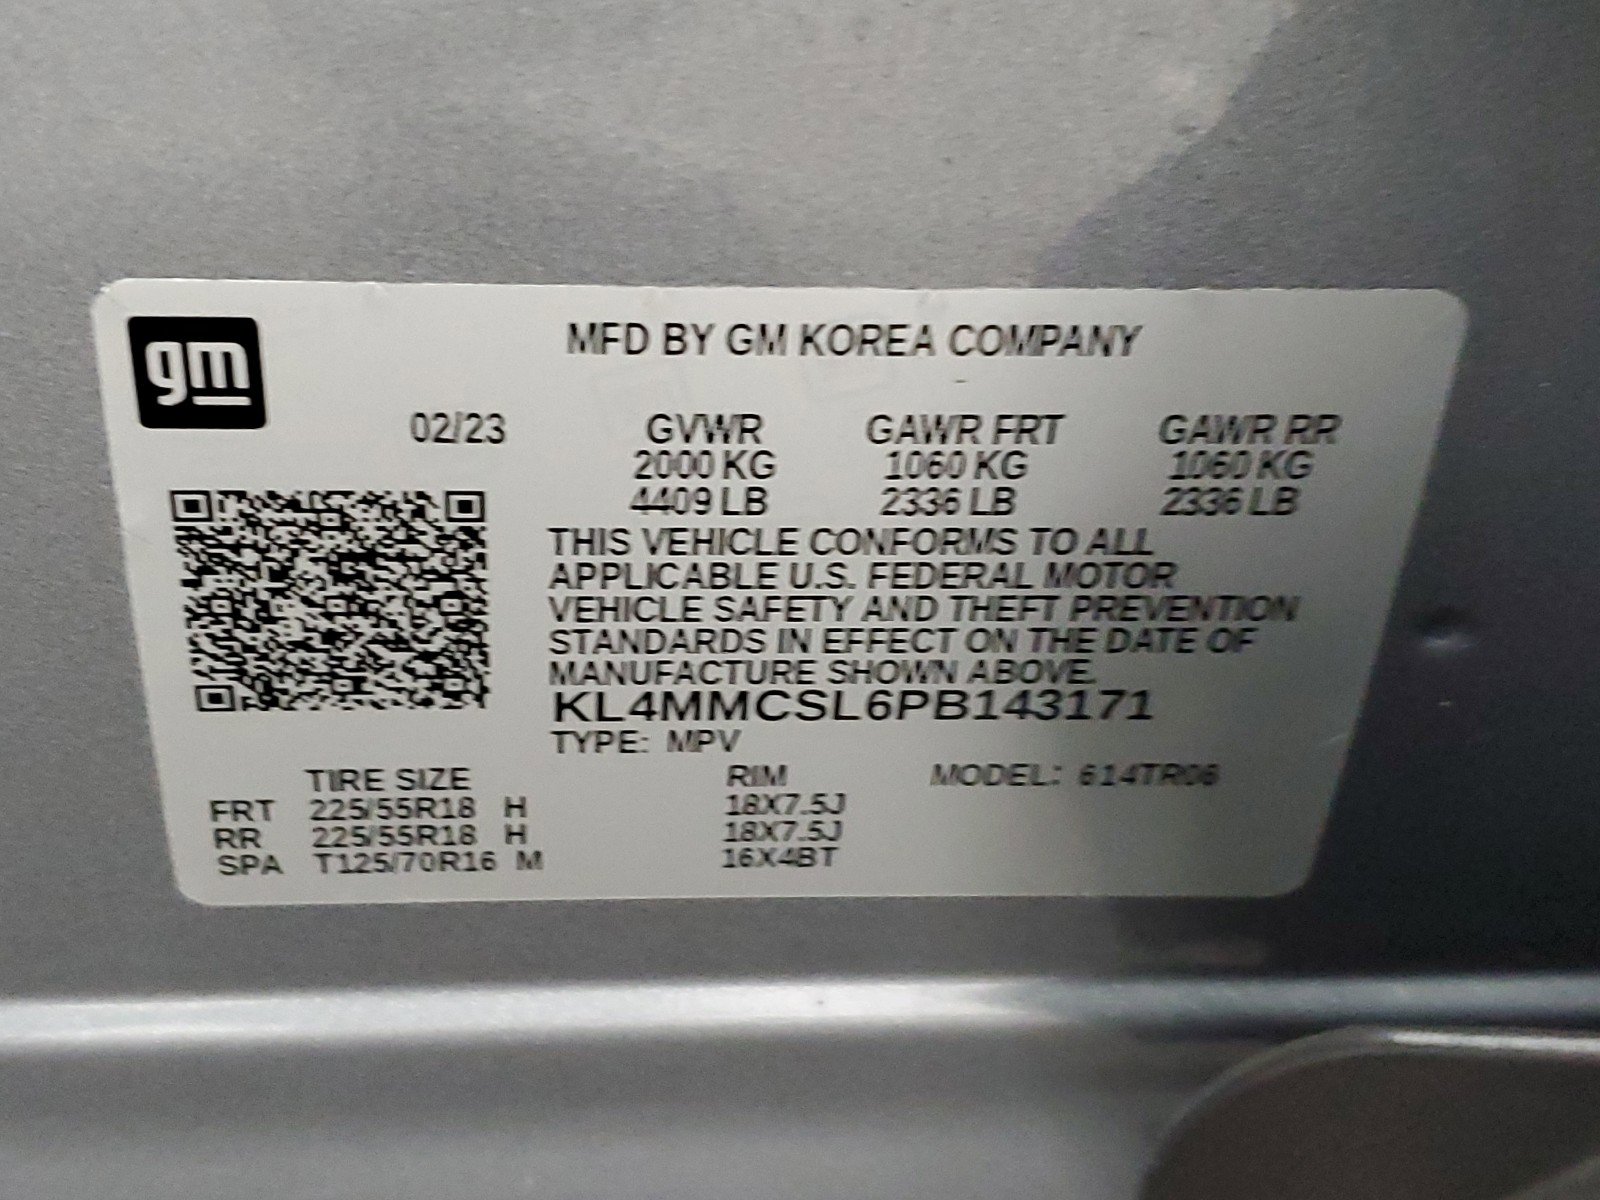 gm
MFD BY GM KOREA COMPANY
02/23 GVWR GAWR FRT GAWR RR
2000 KG 1060 KG 1060 KG
4409 LB 2336 LB 2336 LB
THIS VEHICLE CONFORMS TO ALL
APPLICABLE U.S. FEDERAL MOTOR
VEHICLE SAFETY AND THEFT PREVENTION
STANDARDS IN EFFECT ON THE DATE OF
MANUFACTURE SHOWN ABOVE.
KL4MMCSL6PB143171
TYPE: MPV
TIRE SIZE RIM MODEL: 614TR06
FRT 225/55R18 H 18X7.5J
RR 225/55R18 H 18X7.5J
SPA T125/70R16 M 16X4BT